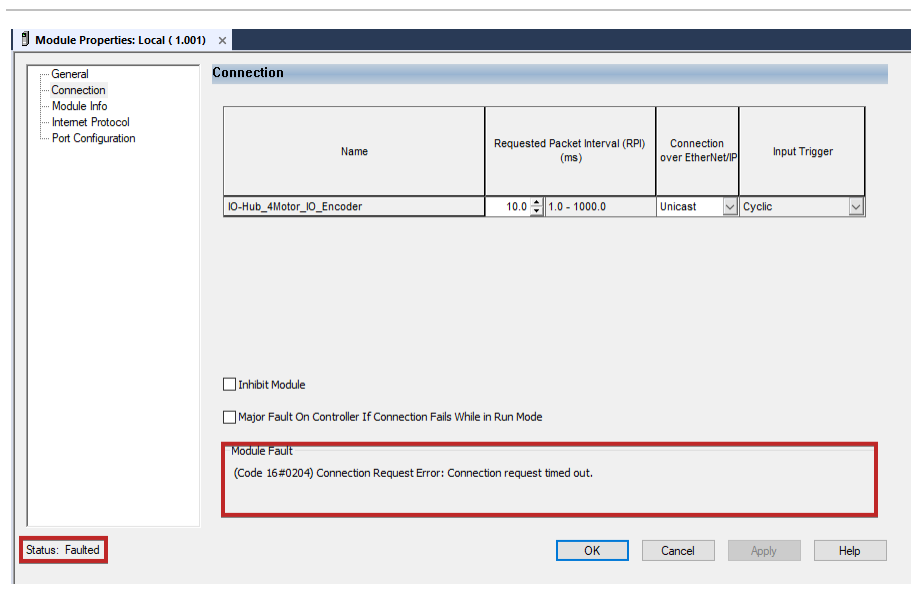 Module Properties: Local ( 1.001)
General
Connection
Module Info
Internet Protocol
Port Configuration
Connection
Name
Requested Packet Interval (RPI)
(ms)
Connection
over EtherNet/IP
Input Trigger
IO-Hub_4Motor_IO_Encoder
10.0
1.0 - 1000.0
Unicast
Cyclic
Inhibit Module
Major Fault On Controller If Connection Fails While in Run Mode
Module Fault
(Code 16#0204) Connection Request Error: Connection request timed out.
Status: Faulted
OK
Cancel
Apply
Help